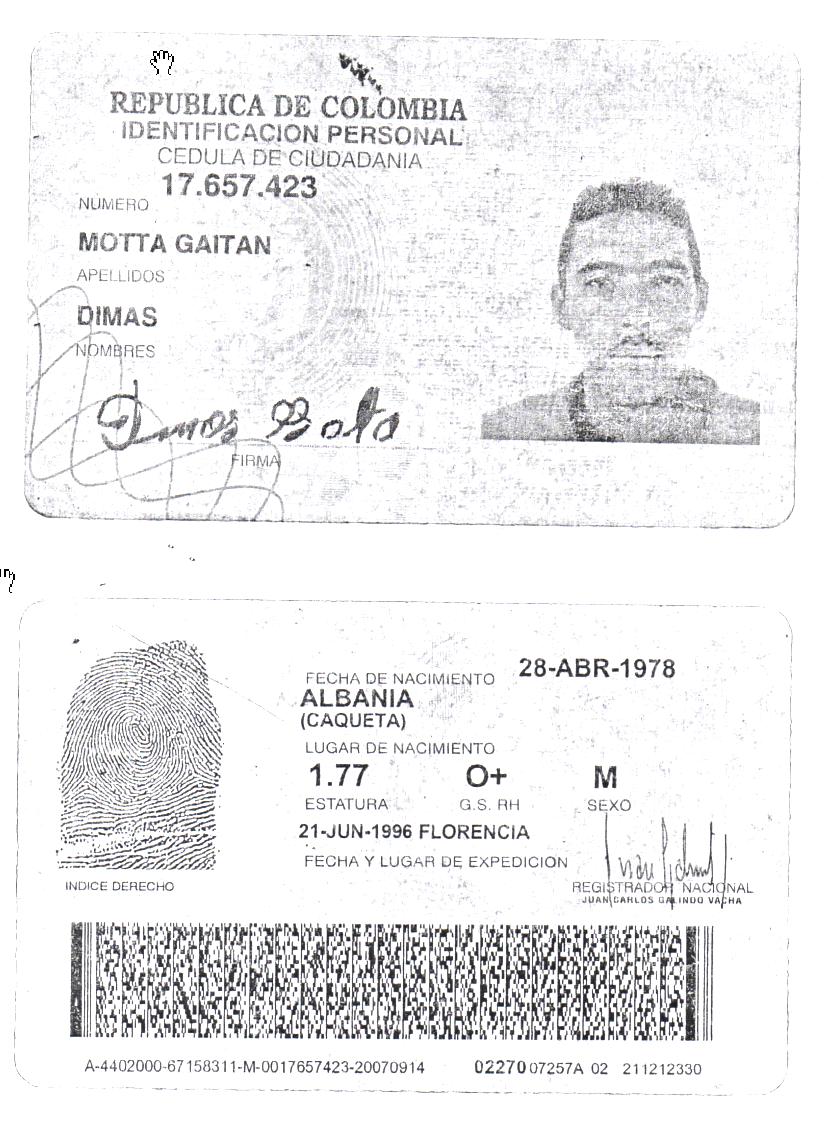 REPUBLICA DE COLOMBIA
IDENTIFICACION PERSONAL
CEDULA DE CIUDADANIA
17.657.423
NUMERO
MOTTA GAITAN
APELLIDOS
DIMAS
NOMBRES
FIRMA
FECHA DE NACIMIENTO 28-ABR-1978
ALBANIA
(CAQUETA)
LUGAR DE NACIMIENTO
1.77 O+ M
ESTATURA G.S. RH SEXO
21-JUN-1996 FLORENCIA
FECHA Y LUGAR DE EXPEDICION
INDICE DERECHO
REGISTRADOR NACIONAL
JUAN CARLOS GALINDO VACHA
A-4402000-67158311-M-0017657423-20070914 02270 07257A 02 211212330